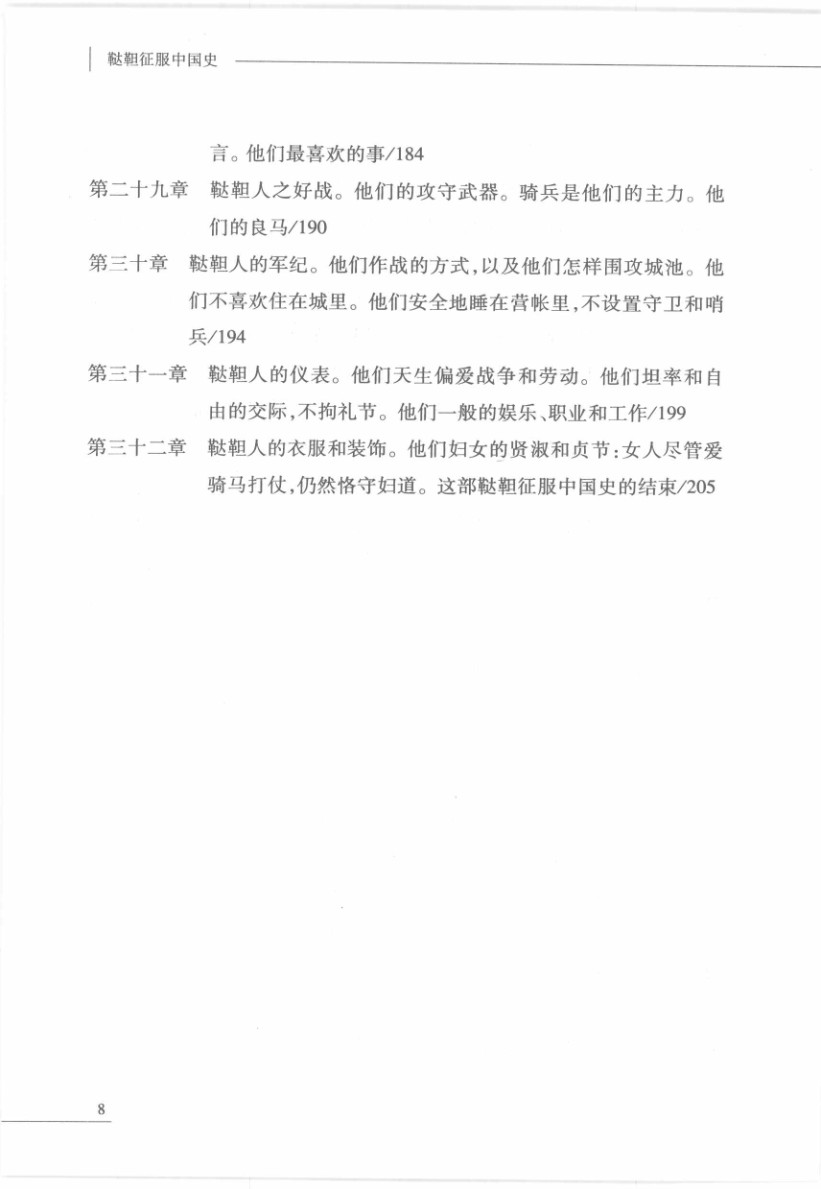 鞑靼征服中国史
言。他们最喜欢的事/184
第二十九章 鞑靼人之好战。他们的攻守武器。骑兵是他们的主力。他
们的良马/190
第三十章 鞑靼人的军纪。他们作战的方式,以及他们怎样围攻城池。他
们不喜欢住在城里。他们安全地睡在营帐里,不设置守卫和哨
兵/194
第三十一章 鞑靼人的仪表。他们天生偏爱战争和劳动。他们坦率和自
由的交际,不拘礼节。他们一般的娱乐、职业和工作/199
第三十二章 鞑靼人的衣服和装饰。他们妇女的贤淑和贞节:女人尽管爱
骑马打仗,仍然恪守妇道。这部鞑靼征服中国史的结束/205
8